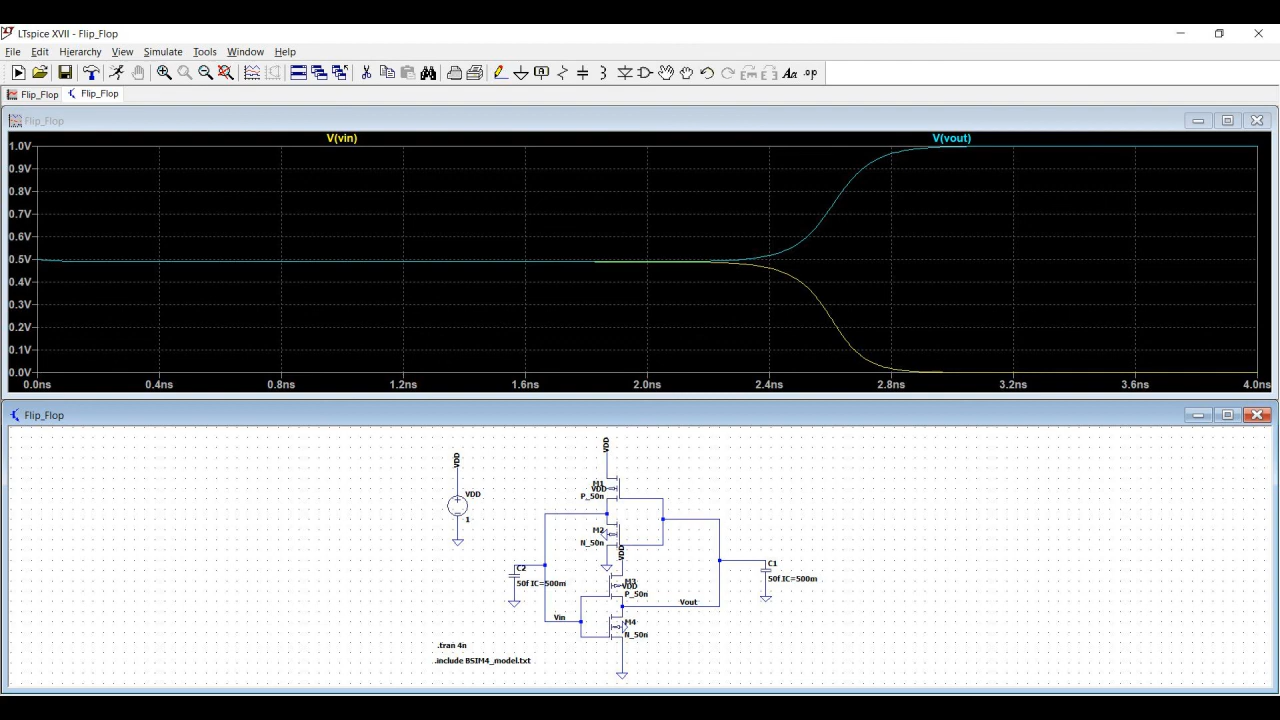 LTspice XVII - Flip_Flop
File Edit Hierarchy View Simulate Tools Window Help
Flip_Flop Flip_Flop
Flip_Flop
V(vin) V(vout)
1.0V
0.9V
0.8V
0.7V
0.6V
0.5V
0.4V
0.3V
0.2V
0.1V
0.0V
0.0ns 0.4ns 0.8ns 1.2ns 1.6ns 2.0ns 2.4ns 2.8ns 3.2ns 3.6ns 4.0ns
Flip_Flop
VDD
VDD
VDD
1
M1
VDD
P_50n
M2
N_50n
VDD
C2
50f IC=500m
M3
VDD
P_50n
C1
50f IC=500m
Vin
Vout
M4
N_50n
.tran 4n
.include BSIM4_model.txt